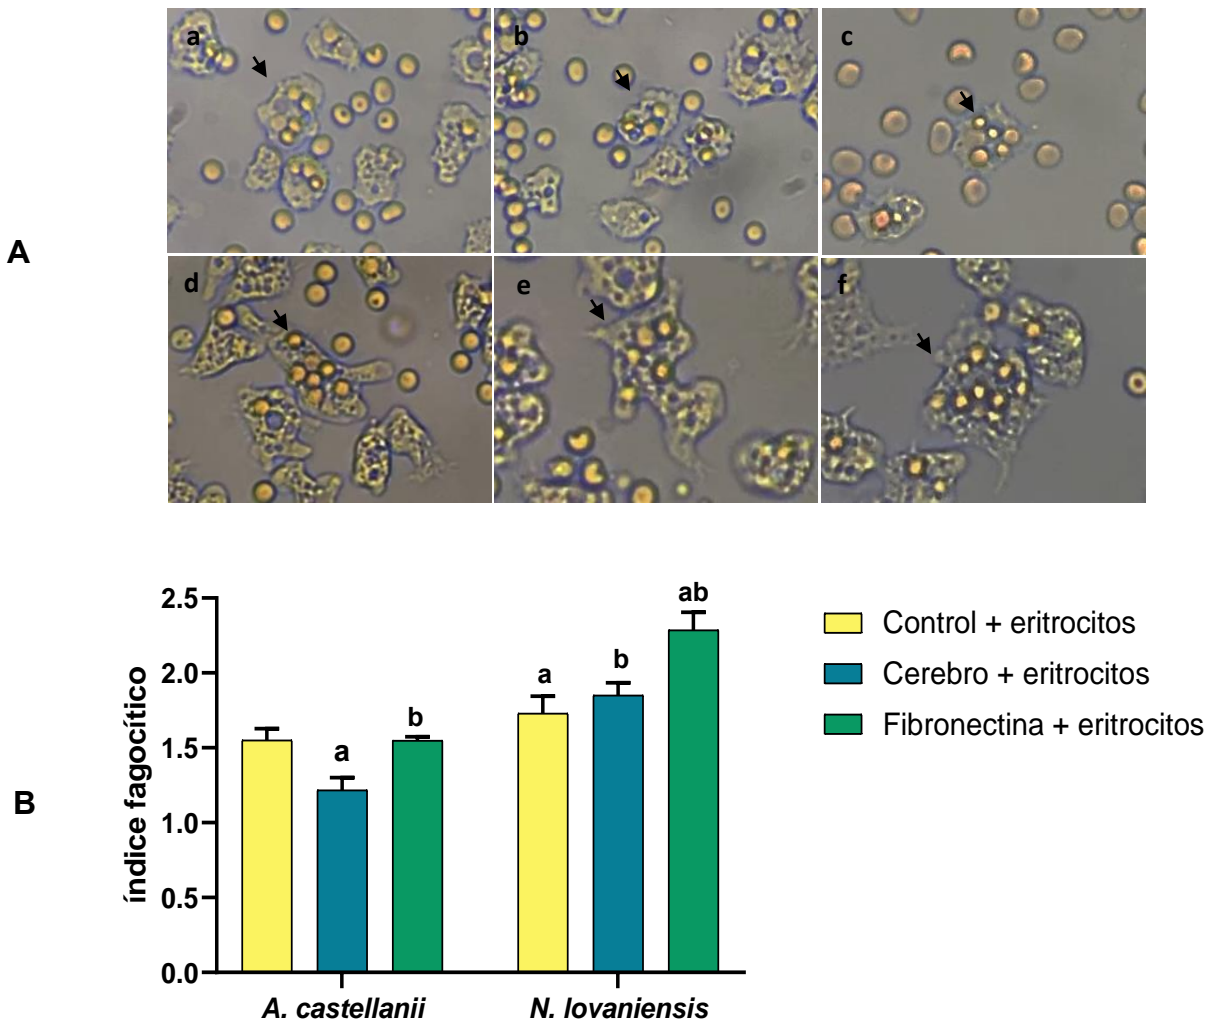 A
a
b
c
d
e
f
B
índice fagocítico
2.5
2.0
1.5
1.0
0.5
0.0
a
b
a
b
ab
A. castellanii
N. lovaniensis
Control + eritrocitos
Cerebro + eritrocitos
Fibronectina + eritrocitos